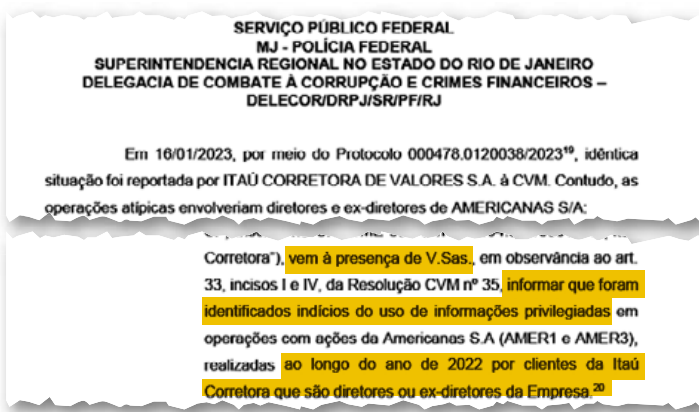 SERVIÇO PÚBLICO FEDERAL
MJ - POLÍCIA FEDERAL
SUPERINTENDENCIA REGIONAL NO ESTADO DO RIO DE JANEIRO
DELEGACIA DE COMBATE À CORRUPÇÃO E CRIMES FINANCEIROS –
DELECOR/DRPJ/SR/PF/RJ
Em 16/01/2023, por meio do Protocolo 000478.0120038/2023¹⁹, idêntica
situação foi reportada por ITAÚ CORRETORA DE VALORES S.A. à CVM. Contudo, as
operações atípicas envolveriam diretores e ex-diretores de AMERICANAS S/A:
Corretora"), vem à presença de V.Sas., em observância ao art.
33, incisos I e IV, da Resolução CVM nº 35, informar que foram
identificados indícios do uso de informações privilegiadas em
operações com ações da Americanas S.A (AMER1 e AMER3),
realizadas ao longo do ano de 2022 por clientes da Itaú
Corretora que são diretores ou ex-diretores da Empresa.²⁰